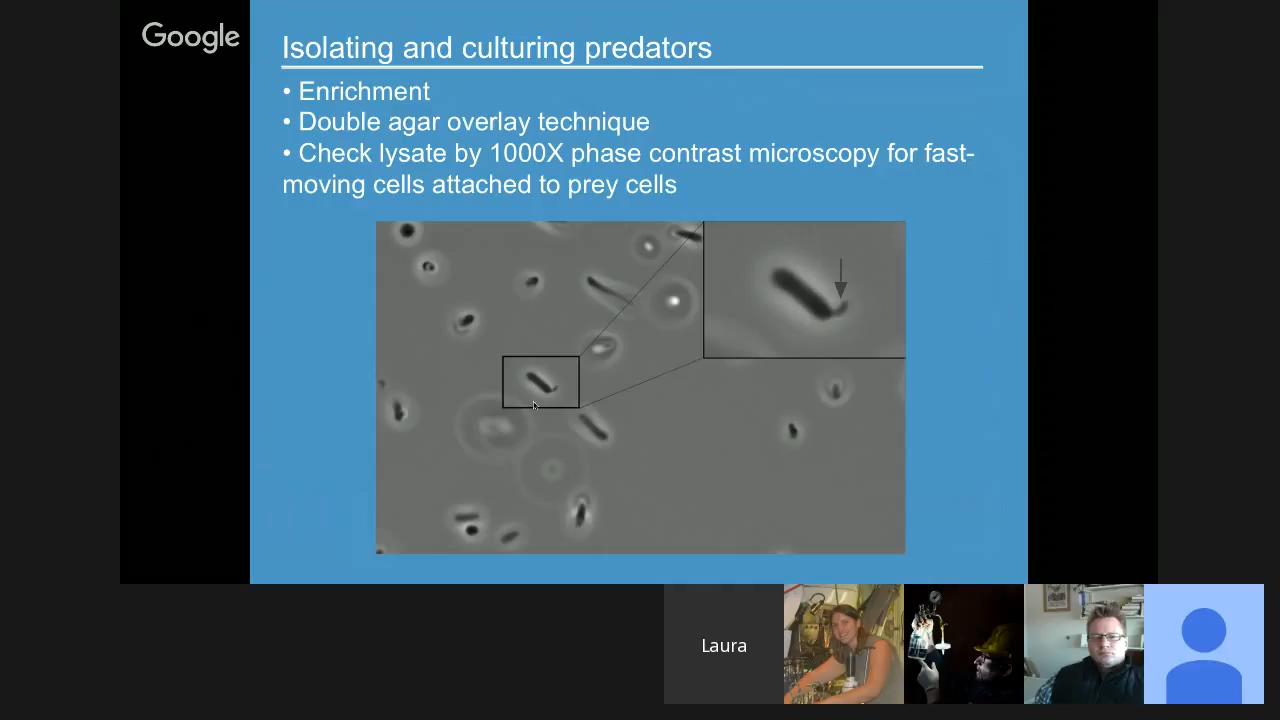 Google
Isolating and culturing predators
• Enrichment
• Double agar overlay technique
• Check lysate by 1000X phase contrast microscopy for fast-
moving cells attached to prey cells
Laura